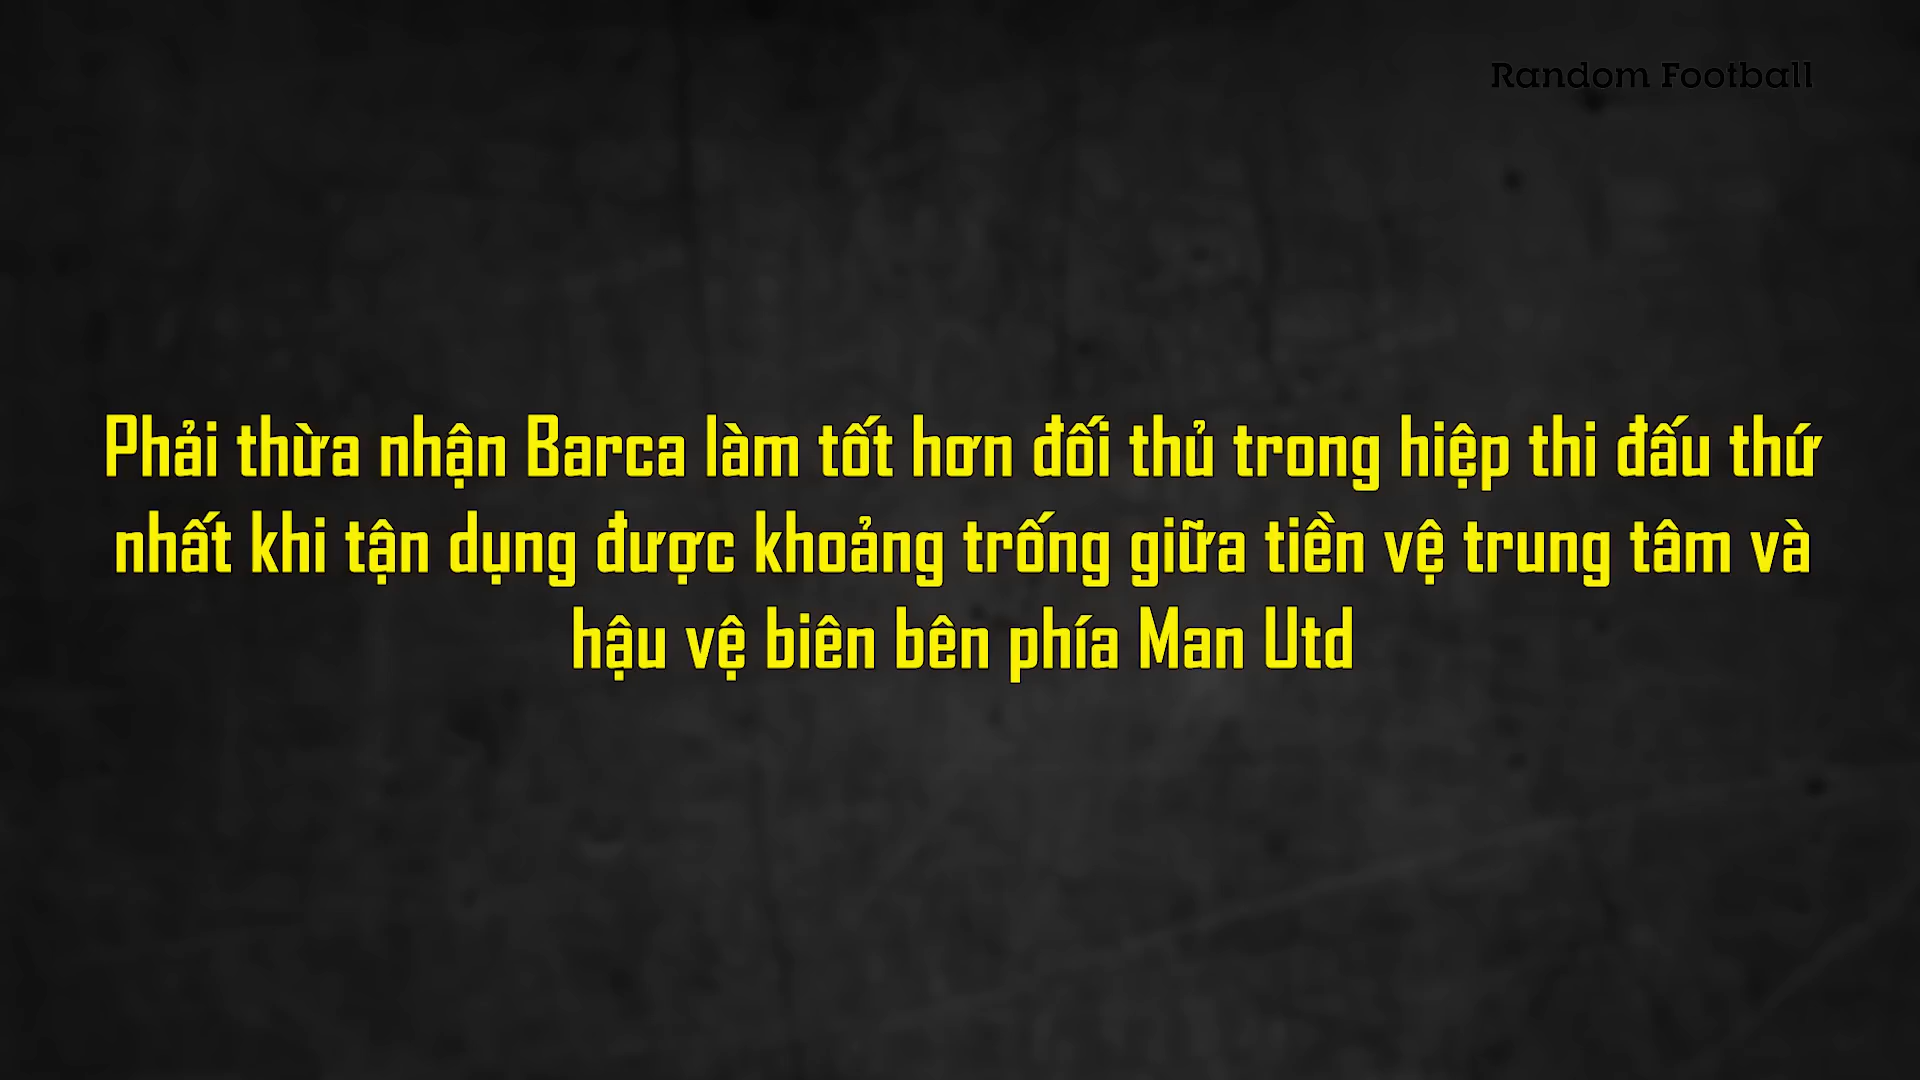 Random Football
Phải thừa nhận Barca làm tốt hơn đối thủ trong hiệp thi đấu thứ
nhất khi tận dụng được khoảng trống giữa tiền vệ trung tâm và
hậu vệ biên bên phía Man Utd